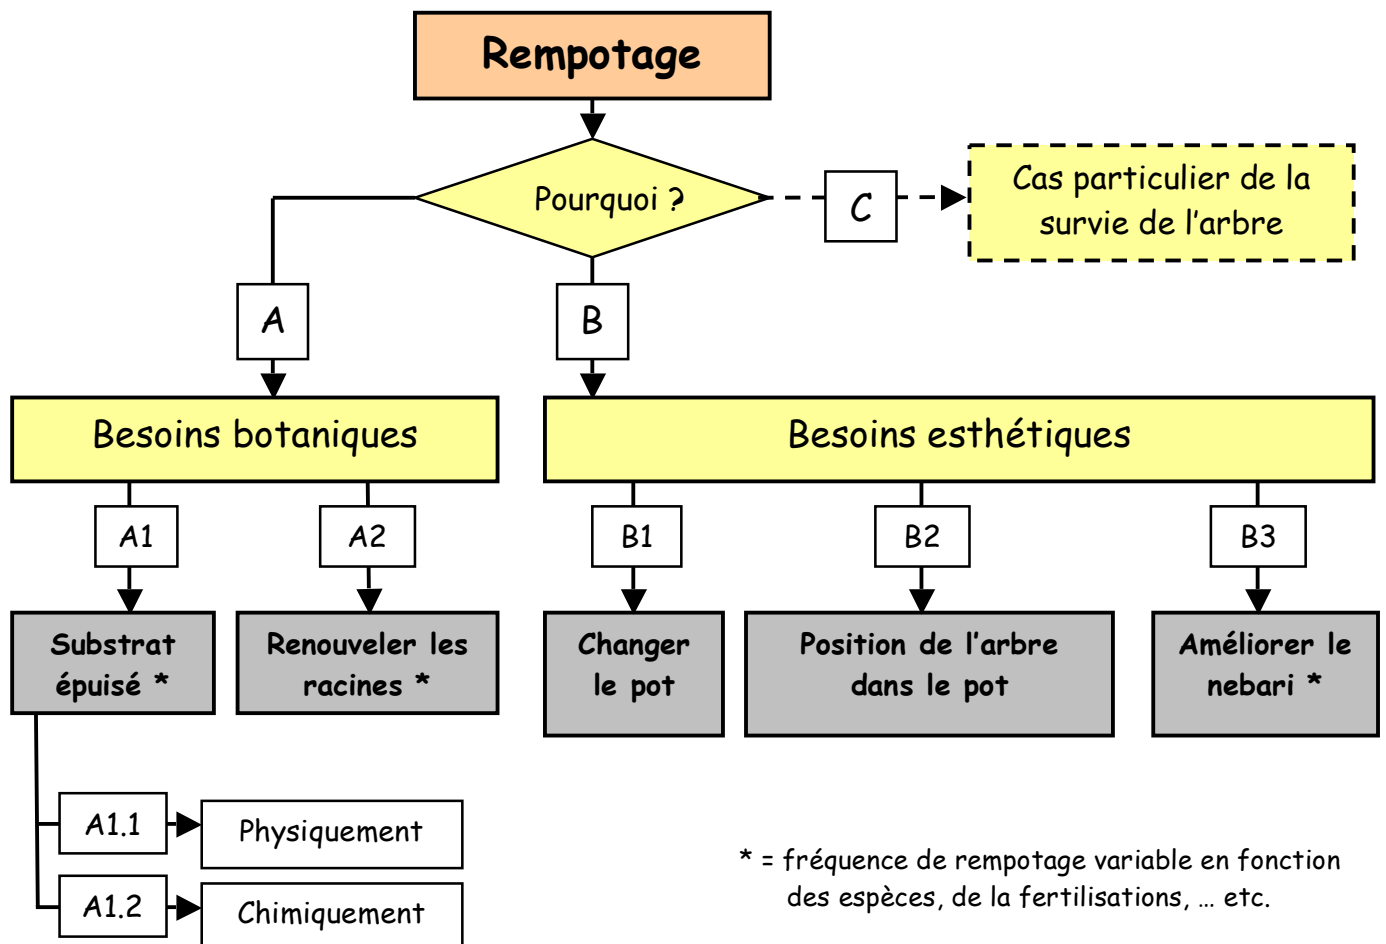 Rempotage
Pourquoi ?
C
Cas particulier de la
survie de l'arbre
A
B
Besoins botaniques
Besoins esthétiques
A1
A2
B1
B2
B3
Substrat
épuisé *
Renouveler les
racines *
Changer
le pot
Position de l'arbre
dans le pot
Améliorer le
nebari *
A1.1
Physiquement
A1.2
Chimiquement
* = fréquence de rempotage variable en fonction
des espèces, de la fertilisations, … etc.